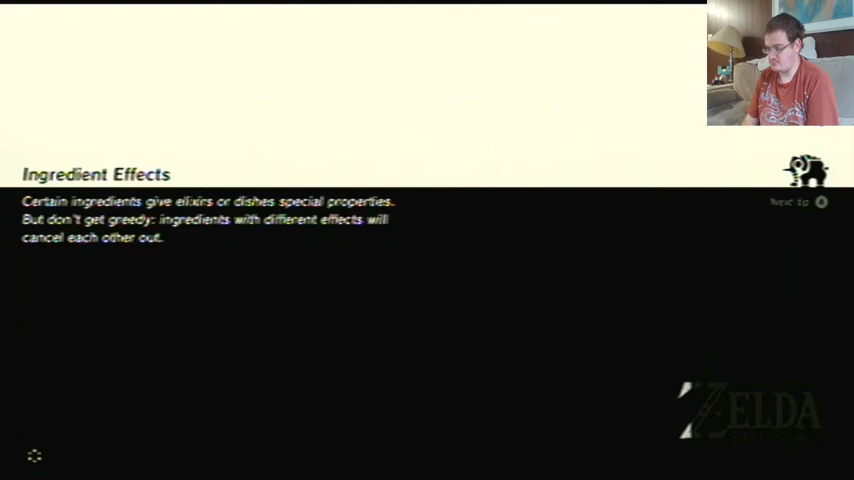 Ingredient Effects
Certain ingredients give elixirs or dishes special properties.
But don't get greedy: ingredients with different effects will
cancel each other out.
Next tip A
ZELDA